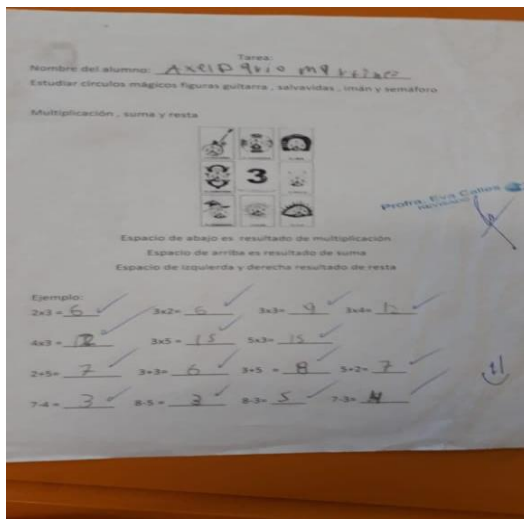 Tarea:
Nombre del alumno:
Estudiar círculos mágicos figuras guitarra , salvavidas , imán y semáforo
Multiplicación , suma y resta
3
Profra. Eva Calles
REVISADO
Espacio de abajo es resultado de multiplicación
Espacio de arriba es resultado de suma
Espacio de izquierda y derecha resultado de resta
Ejemplo:
2x3 = 6 3x2= 6 3x3= 9 3x4=
4x3 = 12 3x5 = 15 5x3= 15
2+5= 7 3+3= 6 3+5 = 8 5+2= 7
7-4 = 3 8-5 = 3 8-3= 5 7-3= 4